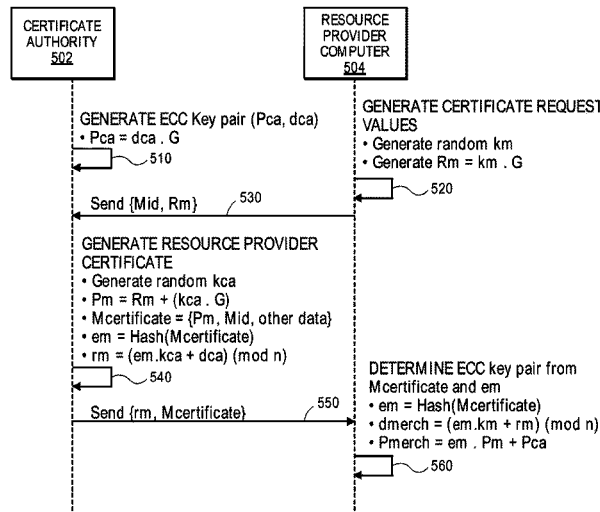 CERTIFICATE
AUTHORITY
502
RESOURCE
PROVIDER
COMPUTER
504
GENERATE ECC Key pair (Pca, dca)
• Pca = dca . G
510
GENERATE CERTIFICATE REQUEST
VALUES
• Generate random km
• Generate Rm = km . G
520
Send {Mid, Rm}
530
GENERATE RESOURCE PROVIDER
CERTIFICATE
• Generate random kca
• Pm = Rm + (kca . G)
• Mcertificate = {Pm, Mid, other data}
• em = Hash(Mcertificate)
• rm = (em.kca + dca) (mod n)
540
Send {rm, Mcertificate}
550
DETERMINE ECC key pair from
Mcertificate and em
• em = Hash(Mcertificate)
• dmerch = (em.km + rm) (mod n)
• Pmerch = em . Pm + Pca
560